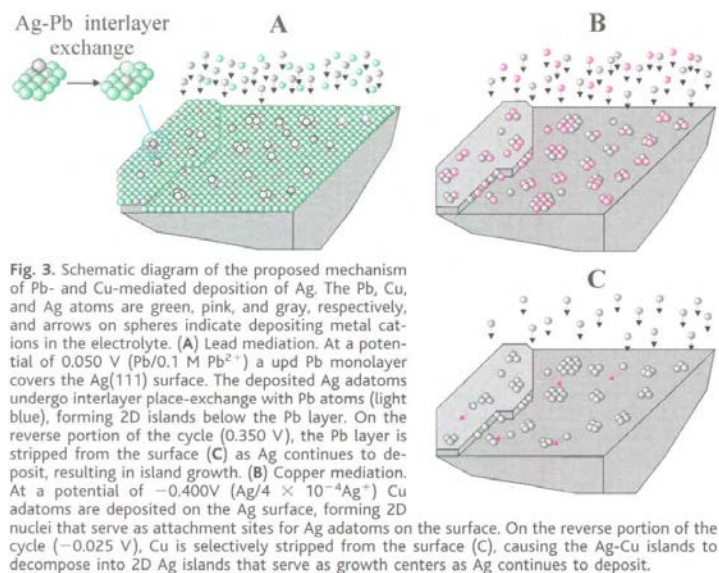 Ag-Pb interlayer
exchange
A
B
C
Fig. 3. Schematic diagram of the proposed mechanism
of Pb- and Cu-mediated deposition of Ag. The Pb, Cu,
and Ag atoms are green, pink, and gray, respectively,
and arrows on spheres indicate depositing metal cat-
ions in the electrolyte. (A) Lead mediation. At a poten-
tial of 0.050 V (Pb/0.1 M Pb²⁺) a upd Pb monolayer
covers the Ag(111) surface. The deposited Ag adatoms
undergo interlayer place-exchange with Pb atoms (light
blue), forming 2D islands below the Pb layer. On the
reverse portion of the cycle (0.350 V), the Pb layer is
stripped from the surface (C) as Ag continues to de-
posit, resulting in island growth. (B) Copper mediation.
At a potential of −0.400V (Ag/4 × 10⁻⁴Ag⁺) Cu
adatoms are deposited on the Ag surface, forming 2D
nuclei that serve as attachment sites for Ag adatoms on the surface. On the reverse portion of the
cycle (−0.025 V), Cu is selectively stripped from the surface (C), causing the Ag-Cu islands to
decompose into 2D Ag islands that serve as growth centers as Ag continues to deposit.